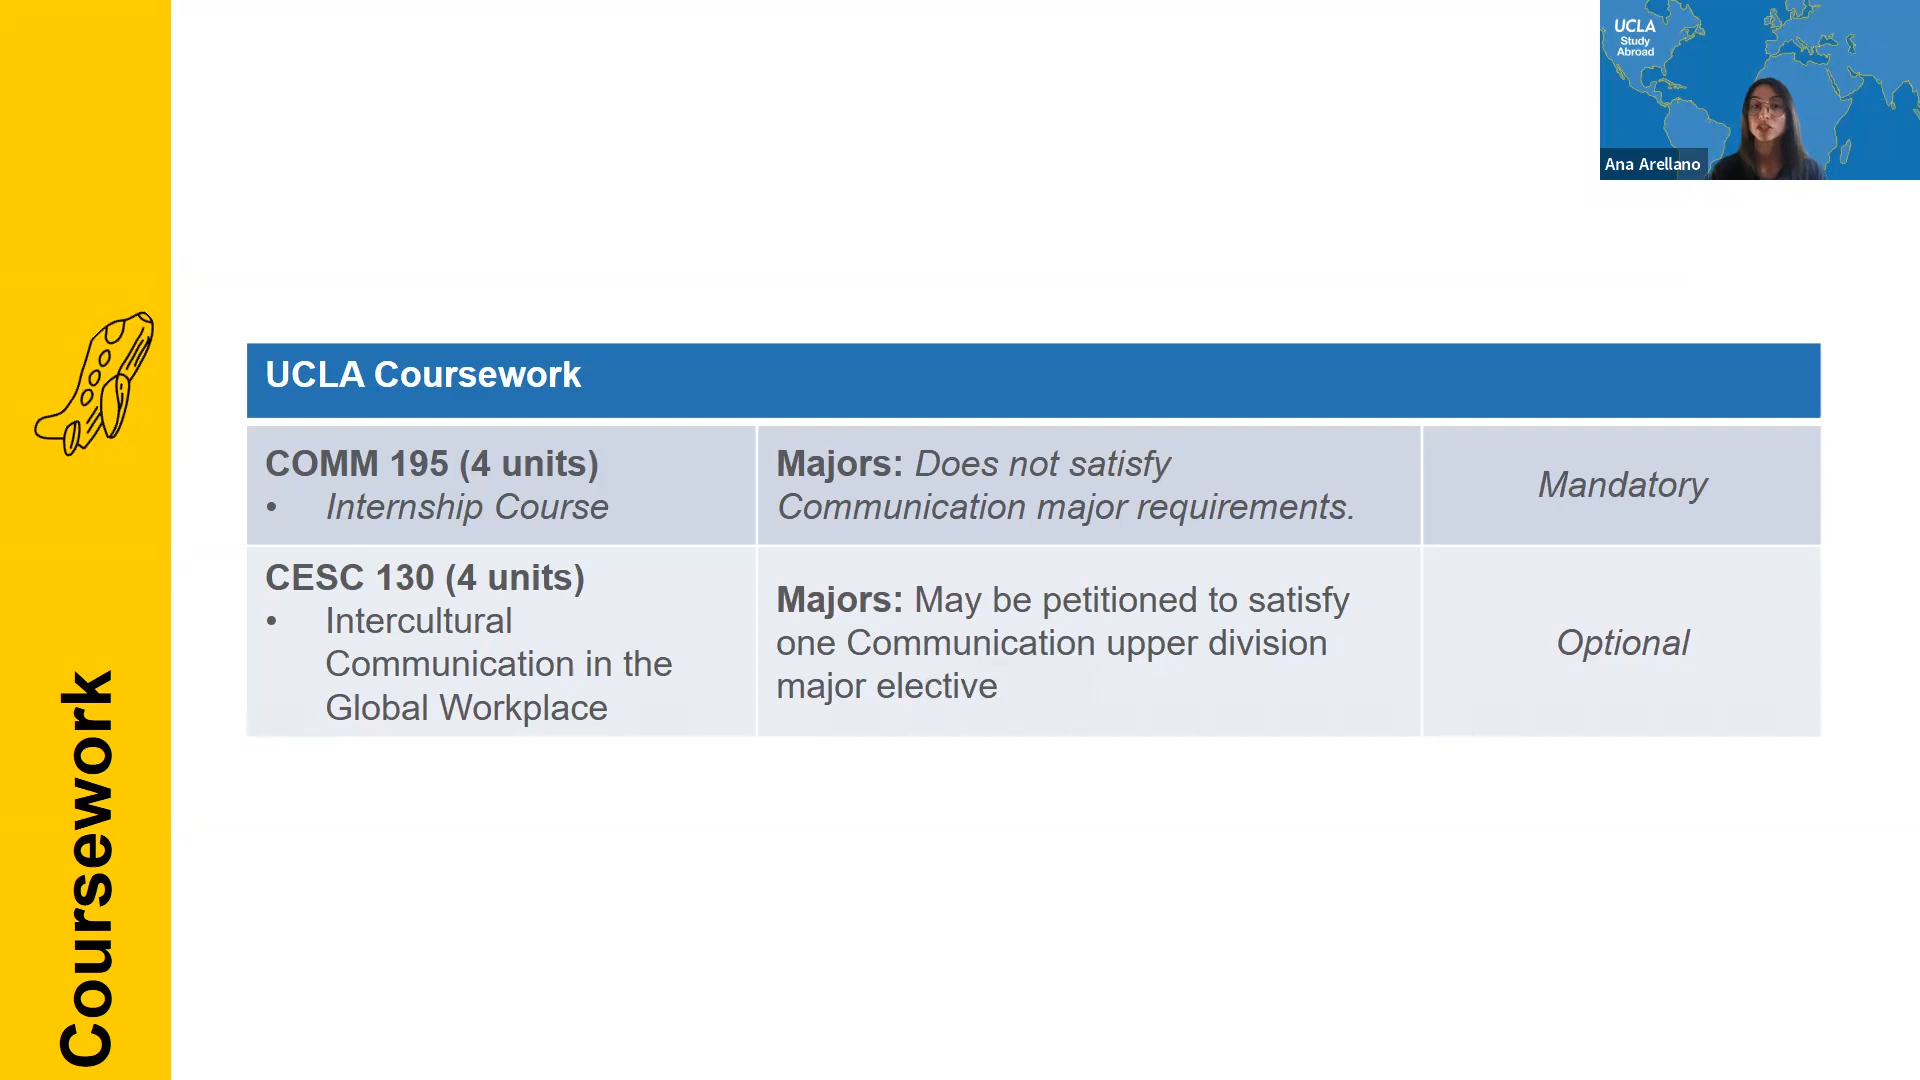 UCLA
Study
Abroad
Ana Arellano
Coursework
UCLA Coursework
COMM 195 (4 units)
• Internship Course
Majors: Does not satisfy
Communication major requirements.
Mandatory
CESC 130 (4 units)
• Intercultural
Communication in the
Global Workplace
Majors: May be petitioned to satisfy
one Communication upper division
major elective
Optional